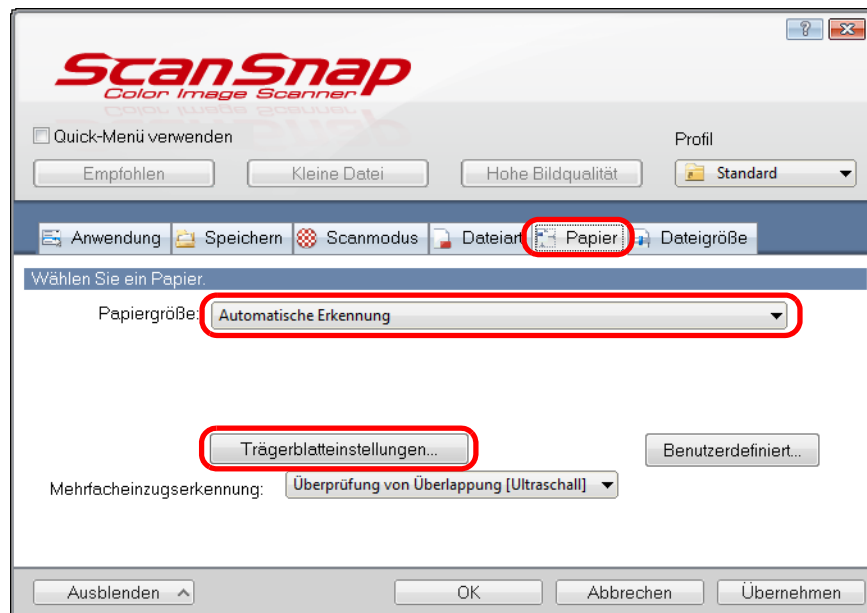 ScanSnap
Color Image Scanner
Quick-Menü verwenden
Profil
Empfohlen Kleine Datei Hohe Bildqualität Standard
Anwendung Speichern Scanmodus Dateiart Papier Dateigröße
Wählen Sie ein Papier.
Papiergröße: Automatische Erkennung
Trägerblatteinstellungen... Benutzerdefiniert...
Mehrfacheinzugserkennung: Überprüfung von Überlappung [Ultraschall]
Ausblenden OK Abbrechen Übernehmen